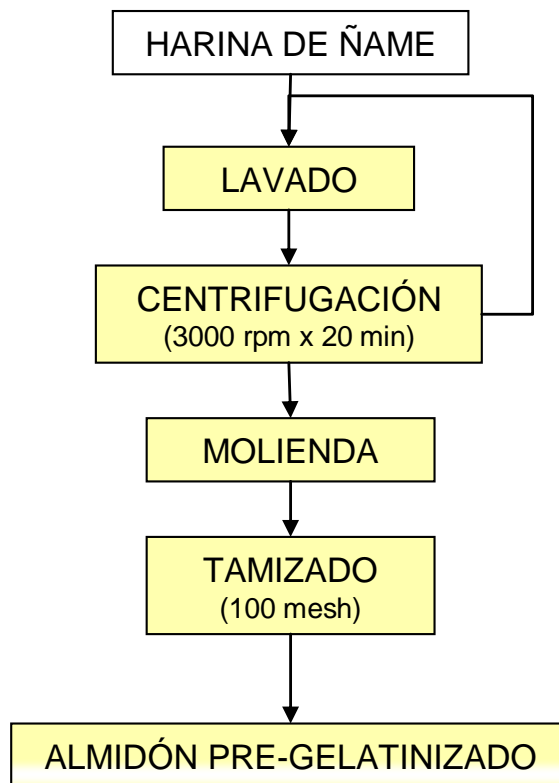 HARINA DE ÑAME
LAVADO
CENTRIFUGACIÓN
(3000 rpm x 20 min)
MOLIENDA
TAMIZADO
(100 mesh)
ALMIDÓN PRE-GELATINIZADO